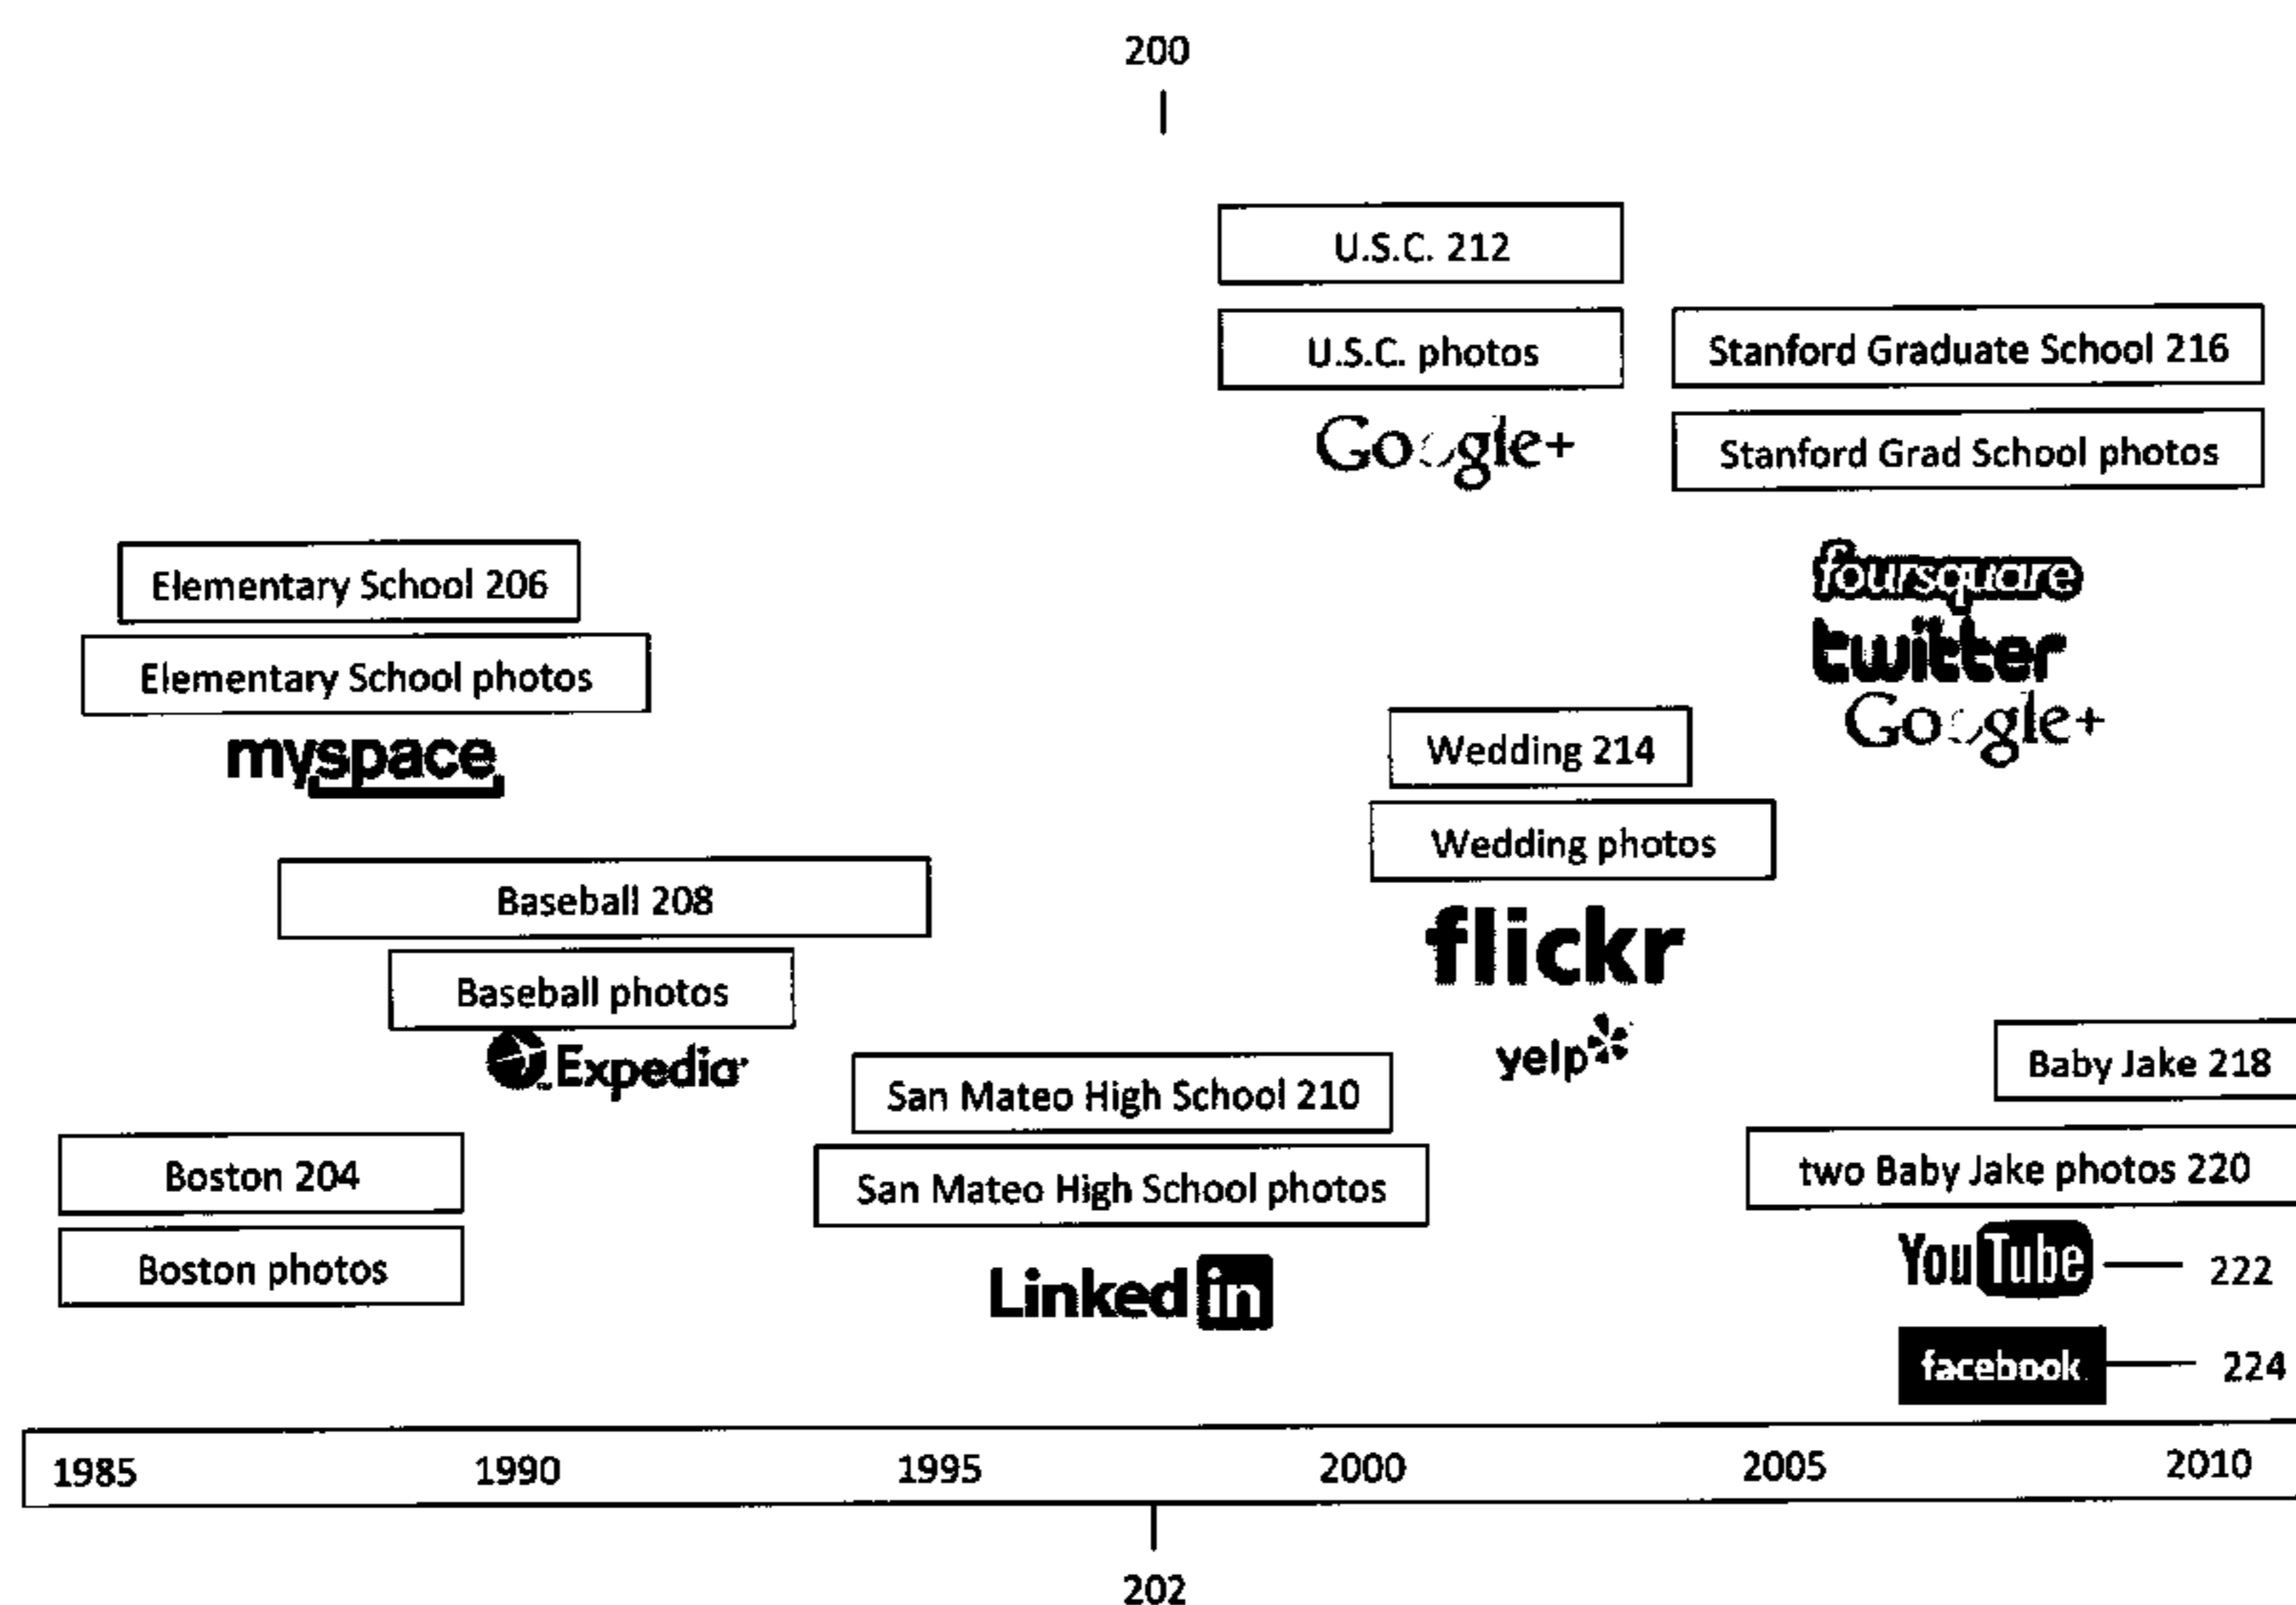 200
U.S.C. 212
U.S.C. photos
Google+
Stanford Graduate School 216
Stanford Grad School photos
foursquare
twitter
Google+
Elementary School 206
Elementary School photos
myspace
Wedding 214
Wedding photos
flickr
yelp
Baseball 208
Baseball photos
Expedia
San Mateo High School 210
San Mateo High School photos
Linked in
Baby Jake 218
two Baby Jake photos 220
YouTube 222
facebook 224
Boston 204
Boston photos
1985 1990 1995 2000 2005 2010
202